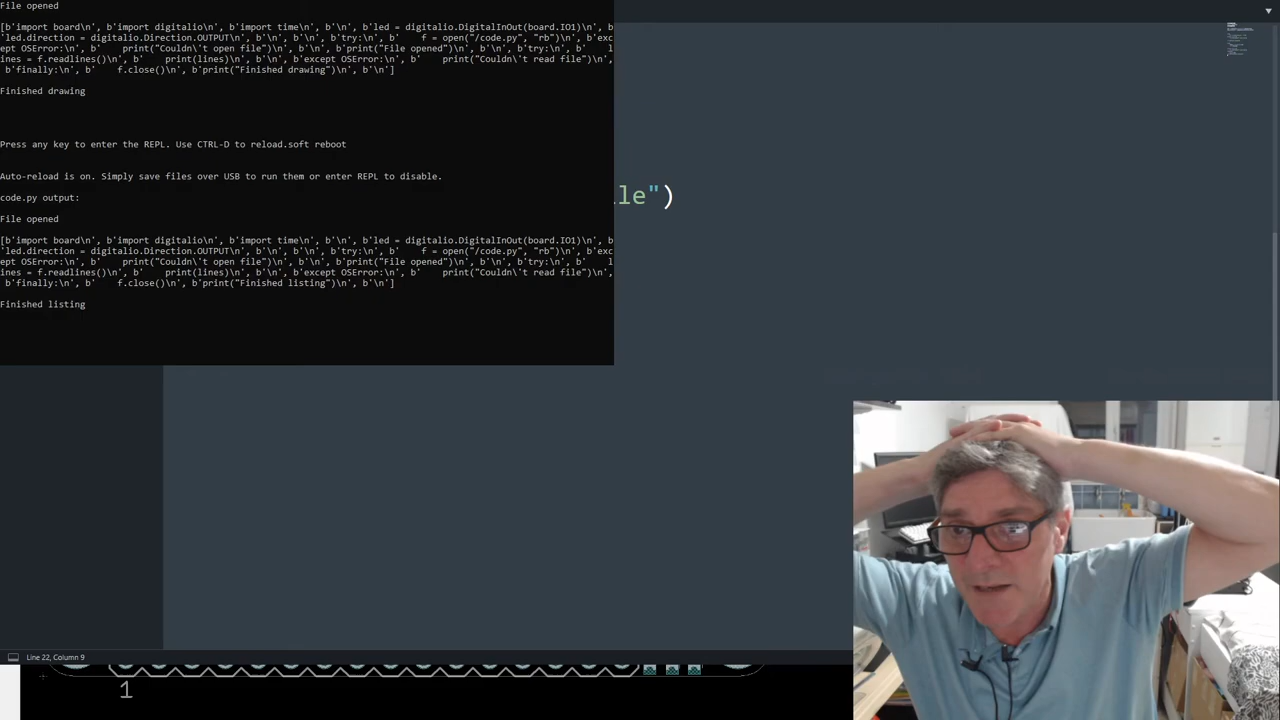 File opened
[b'import board\n', b'import digitalio\n', b'import time\n', b'\n', b'led = digitalio.DigitalInOut(board.IO1)\n', b
'led.direction = digitalio.Direction.OUTPUT\n', b'\n', b'\n', b'try:\n', b'    f = open("/code.py", "rb")\n', b'exc
ept OSError:\n', b'    print("Couldn\'t open file")\n', b'\n', b'print("File opened")\n', b'\n', b'try:\n', b'    l
ines = f.readlines()\n', b'    print(lines)\n', b'\n', b'except OSError:\n', b'    print("Couldn\'t read file")\n',
 b'finally:\n', b'    f.close()\n', b'print("Finished drawing")\n', b'\n']
Finished drawing
Press any key to enter the REPL. Use CTRL-D to reload.soft reboot
Auto-reload is on. Simply save files over USB to run them or enter REPL to disable.
code.py output:
File opened
[b'import board\n', b'import digitalio\n', b'import time\n', b'\n', b'led = digitalio.DigitalInOut(board.IO1)\n', b
'led.direction = digitalio.Direction.OUTPUT\n', b'\n', b'\n', b'try:\n', b'    f = open("/code.py", "rb")\n', b'exc
ept OSError:\n', b'    print("Couldn\'t open file")\n', b'\n', b'print("File opened")\n', b'\n', b'try:\n', b'    l
ines = f.readlines()\n', b'    print(lines)\n', b'\n', b'except OSError:\n', b'    print("Couldn\'t read file")\n',
 b'finally:\n', b'    f.close()\n', b'print("Finished listing")\n', b'\n']
Finished listing
le")
Line 22, Column 9
1